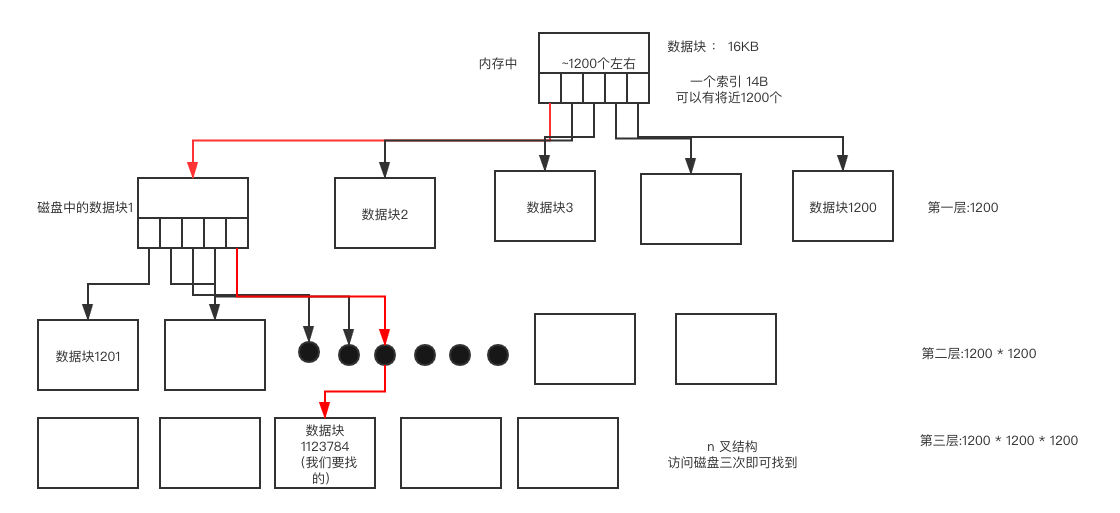 数据块： 16KB
内存中
~1200个左右
一个索引 14B
可以有将近1200个
磁盘中的数据块1
数据块2
数据块3
数据块1200
第一层:1200
数据块1201
第二层:1200 * 1200
数据块
1123784
（我们要找
的）
n 叉结构
访问磁盘三次即可找到
第三层:1200 * 1200 * 1200